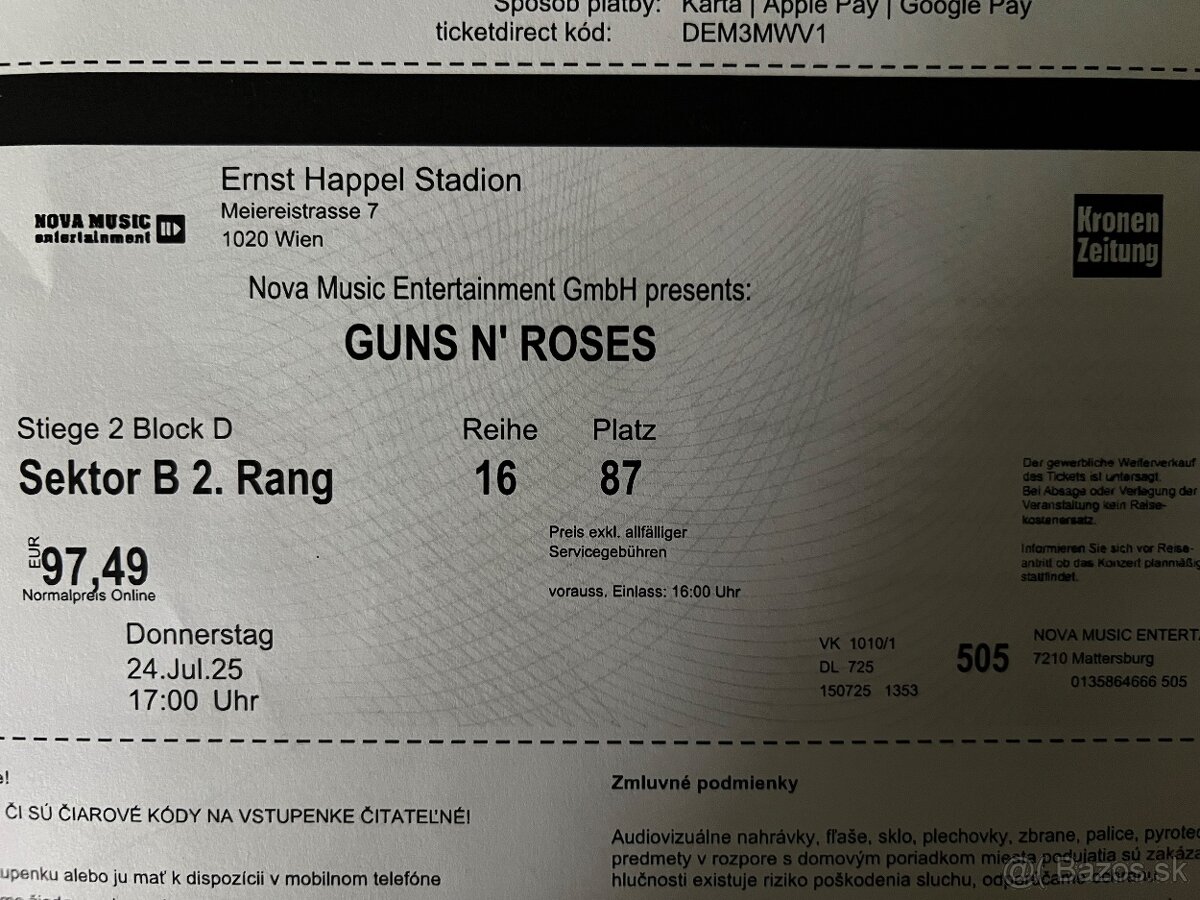 Spôsob platby: Karta | Apple Pay | Google Pay
ticketdirect kód: DEM3MWV1
Ernst Happel Stadion
Meiereistrasse 7
1020 Wien
NOVA MUSIC
entertainment
Kronen
Zeitung
Nova Music Entertainment GmbH presents:
GUNS N' ROSES
Stiege 2 Block D Reihe Platz
Sektor B 2. Rang 16 87
Der gewerbliche Weiterverkauf
des Tickets ist untersagt.
Bei Absage oder Verlegung der
Veranstaltung kein Reise-
kostenersatz.
Informieren Sie sich vor Reise-
antritt ob das Konzert planmäßig
stattfindet.
EUR 97,49
Normalpreis Online
Preis exkl. allfälliger
Servicegebühren
vorauss. Einlass: 16:00 Uhr
Donnerstag
24.Jul.25
17:00 Uhr
VK 1010/1
DL 725
150725 1353
505
NOVA MUSIC ENTERT
7210 Mattersburg
0135864666 505
e!
ČI SÚ ČIAROVÉ KÓDY NA VSTUPENKE ČITATEĽNÉ!
upenku alebo ju mať k dispozícii v mobilnom telefóne
Zmluvné podmienky
Audiovizuálne nahrávky, fľaše, sklo, plechovky, zbrane, palice, pyrotec
predmety v rozpore s domovým poriadkom miesta podujatia sú zakáza
hlučnosti existuje riziko poškodenia sluchu, odporúčame ochranu
Bazos.sk